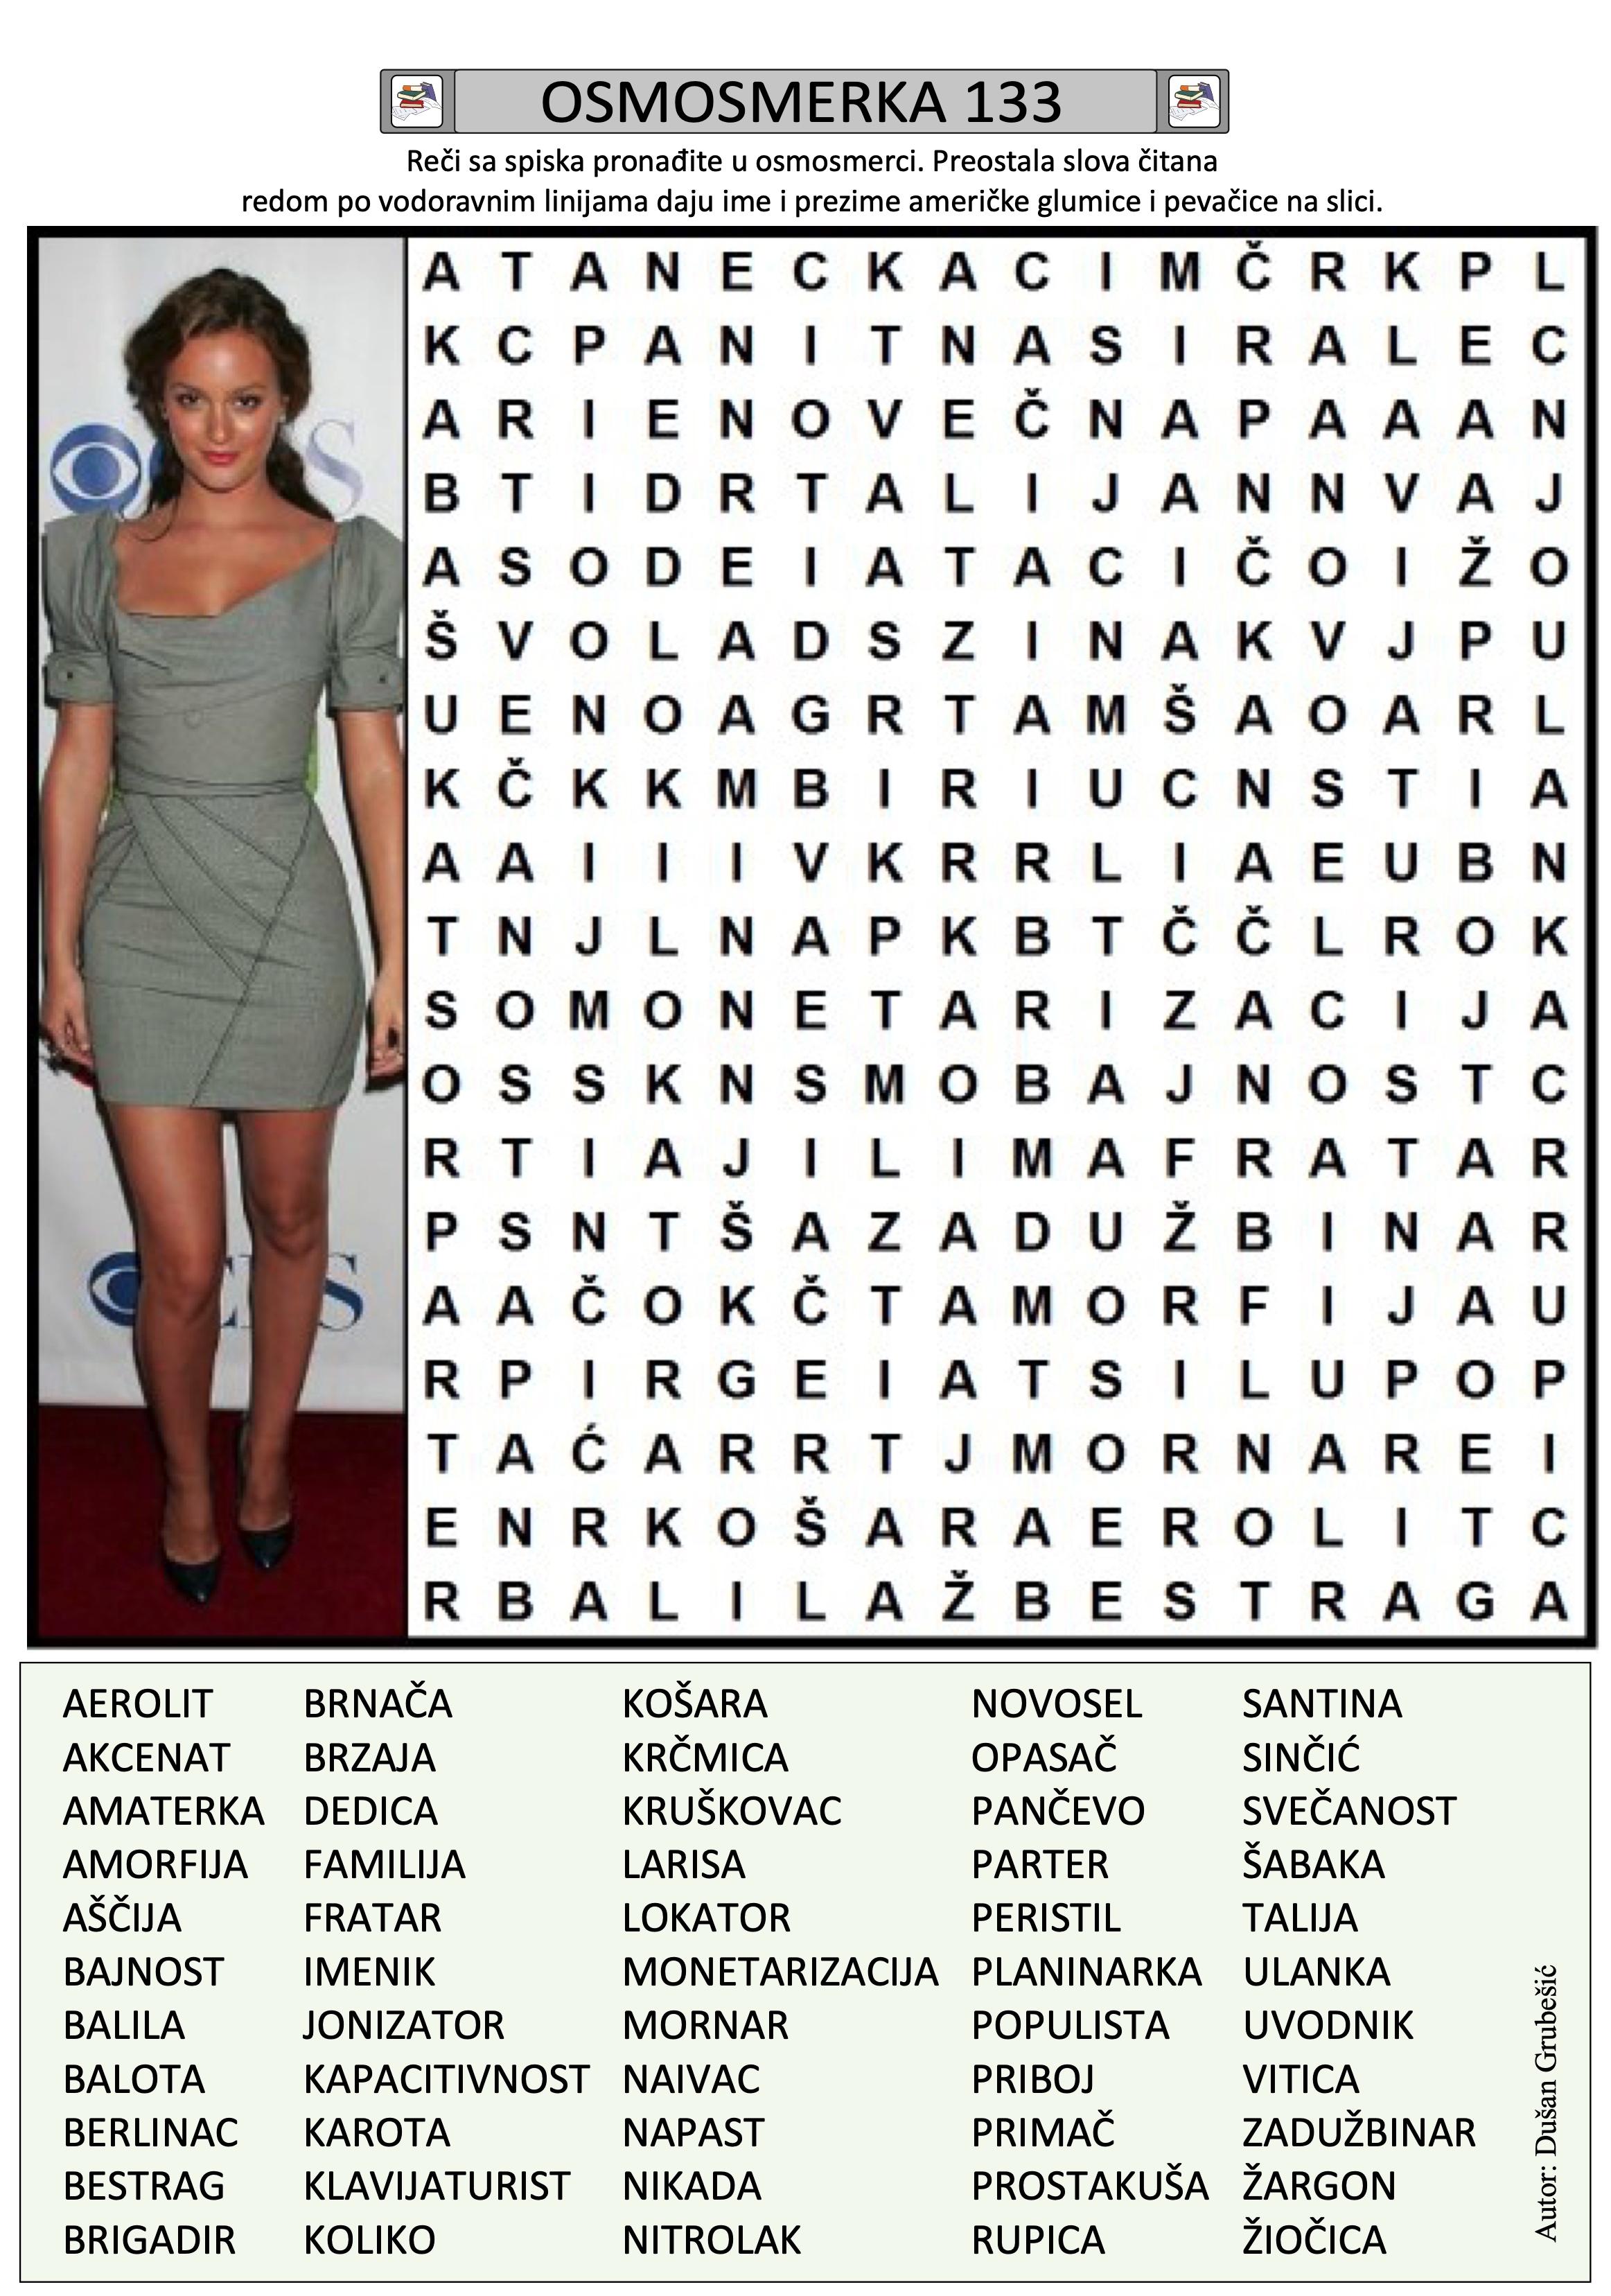 OSMOSMERKA 133
Reči sa spiska pronađite u osmosmerci. Preostala slova čitana
redom po vodoravnim linijama daju ime i prezime američke glumice i pevačice na slici.
A T A N E C K A C I M Č R K P L
K C P A N I T N A S I R A L E C
A R I E N O V E Č N A P A A A N
B T I D R T A L I J A N N V A J
A S O D E I A T A C I Č O I Ž O
Š V O L A D S Z I N A K V J P U
U E N O A G R T A M Š A O A R L
K Č K K M B I R I U C N S T I A
A A I I I V K R R L I A E U B N
T N J L N A P K B T Č Č L R O K
S O M O N E T A R I Z A C I J A
O S S K N S M O B A J N O S T C
R T I A J I L I M A F R A T A R
P S N T Š A Z A D U Ž B I N A R
A A Č O K Č T A M O R F I J A U
R P I R G E I A T S I L U P O P
T A Ć A R R T J M O R N A R E I
E N R K O Š A R A E R O L I T C
R B A L I L A Ž B E S T R A G A
CBS
CBS
AEROLIT BRNAČA KOŠARA NOVOSEL SANTINA
AKCENAT BRZAJA KRČMICA OPASAČ SINČIĆ
AMATERKA DEDICA KRUŠKOVAC PANČEVO SVEČANOST
AMORFIJA FAMILIJA LARISA PARTER ŠABAKA
AŠČIJA FRATAR LOKATOR PERISTIL TALIJA
BAJNOST IMENIK MONETARIZACIJA PLANINARKA ULANKA
BALILA JONIZATOR MORNAR POPULISTA UVODNIK
BALOTA KAPACITIVNOST NAIVAC PRIBOJ VITICA
BERLINAC KAROTA NAPAST PRIMAČ ZADUŽBINAR
BESTRAG KLAVIJATURIST NIKADA PROSTAKUŠA ŽARGON
BRIGADIR KOLIKO NITROLAK RUPICA ŽIOČICA
Autor: Dušan Grubešić